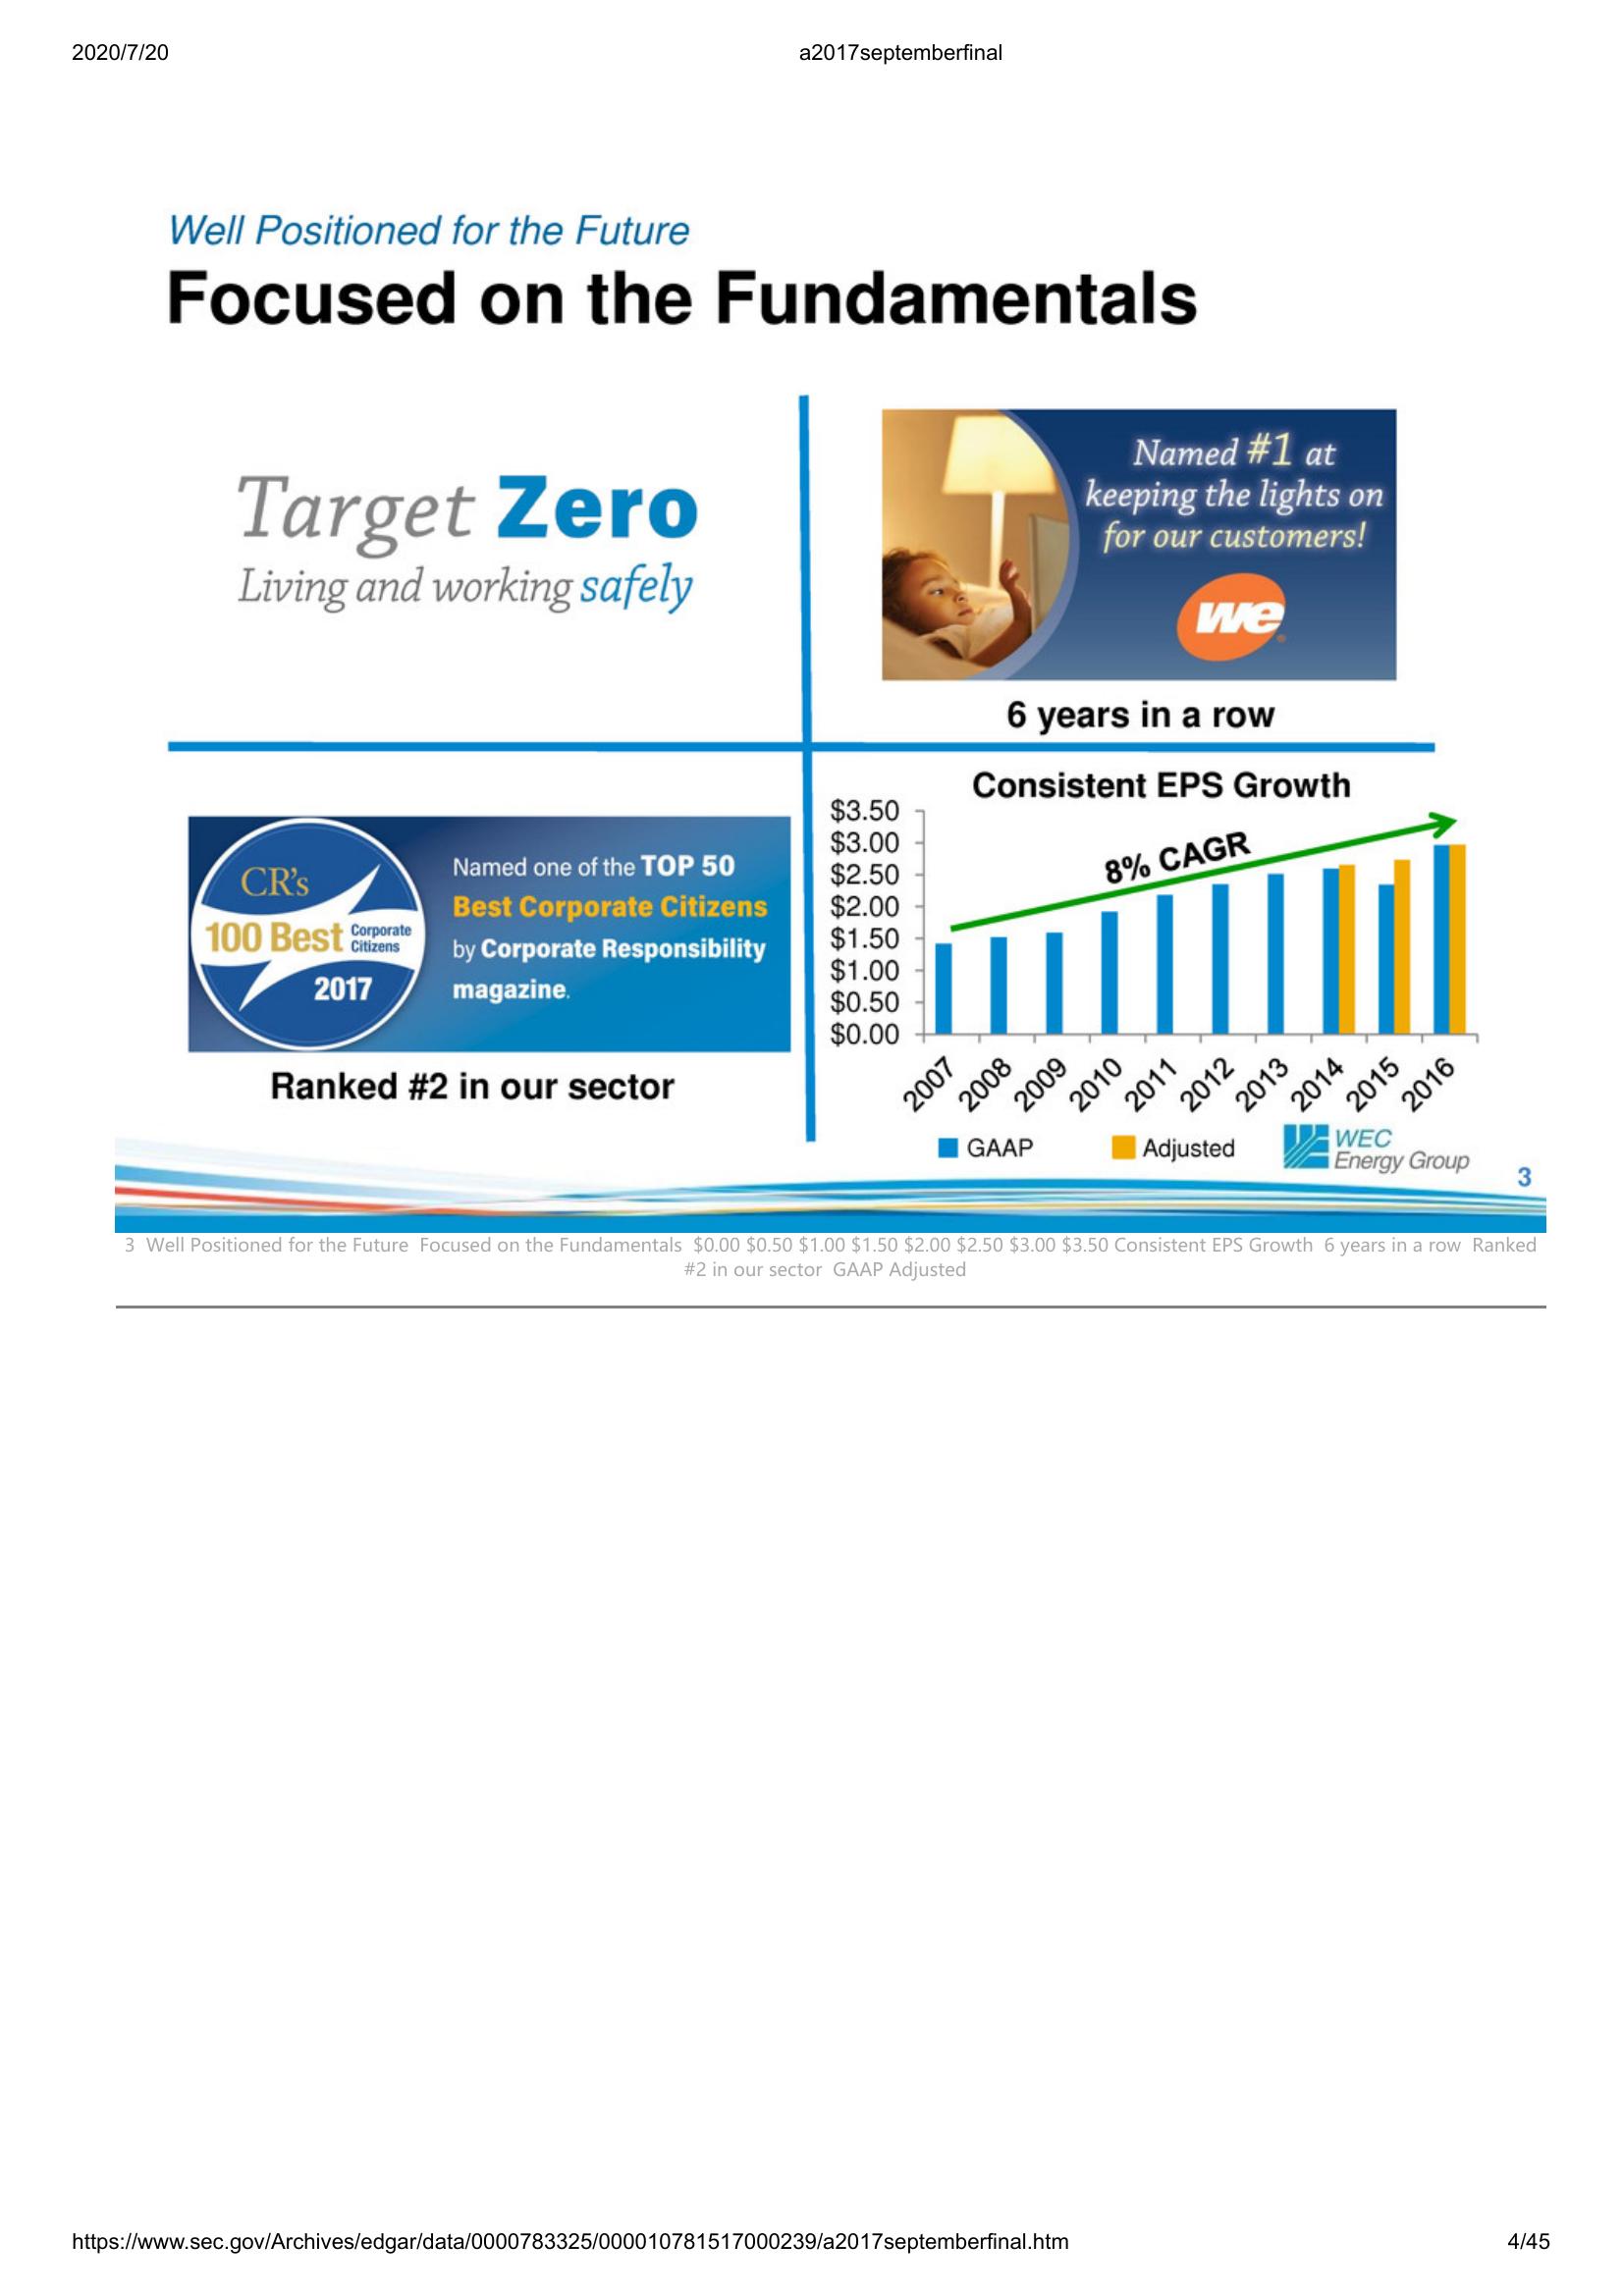 2020/7/20
a2017septemberfinal
Well Positioned for the Future
Focused on the Fundamentals
Target Zero
Living and working safely
Named #1 at
keeping the lights on
for our customers!
we
6 years in a row
CR's
100 Best Corporate Citizens
2017
Named one of the TOP 50
Best Corporate Citizens
by Corporate Responsibility
magazine.
Ranked #2 in our sector
Consistent EPS Growth
$3.50
$3.00
$2.50
$2.00
$1.50
$1.00
$0.50
$0.00
8% CAGR
2007 2008 2009 2010 2011 2012 2013 2014 2015 2016
GAAP Adjusted
WEC
Energy Group
3
3 Well Positioned for the Future Focused on the Fundamentals $0.00 $0.50 $1.00 $1.50 $2.00 $2.50 $3.00 $3.50 Consistent EPS Growth 6 years in a row Ranked
#2 in our sector GAAP Adjusted
https://www.sec.gov/Archives/edgar/data/0000783325/000010781517000239/a2017septemberfinal.htm
4/45